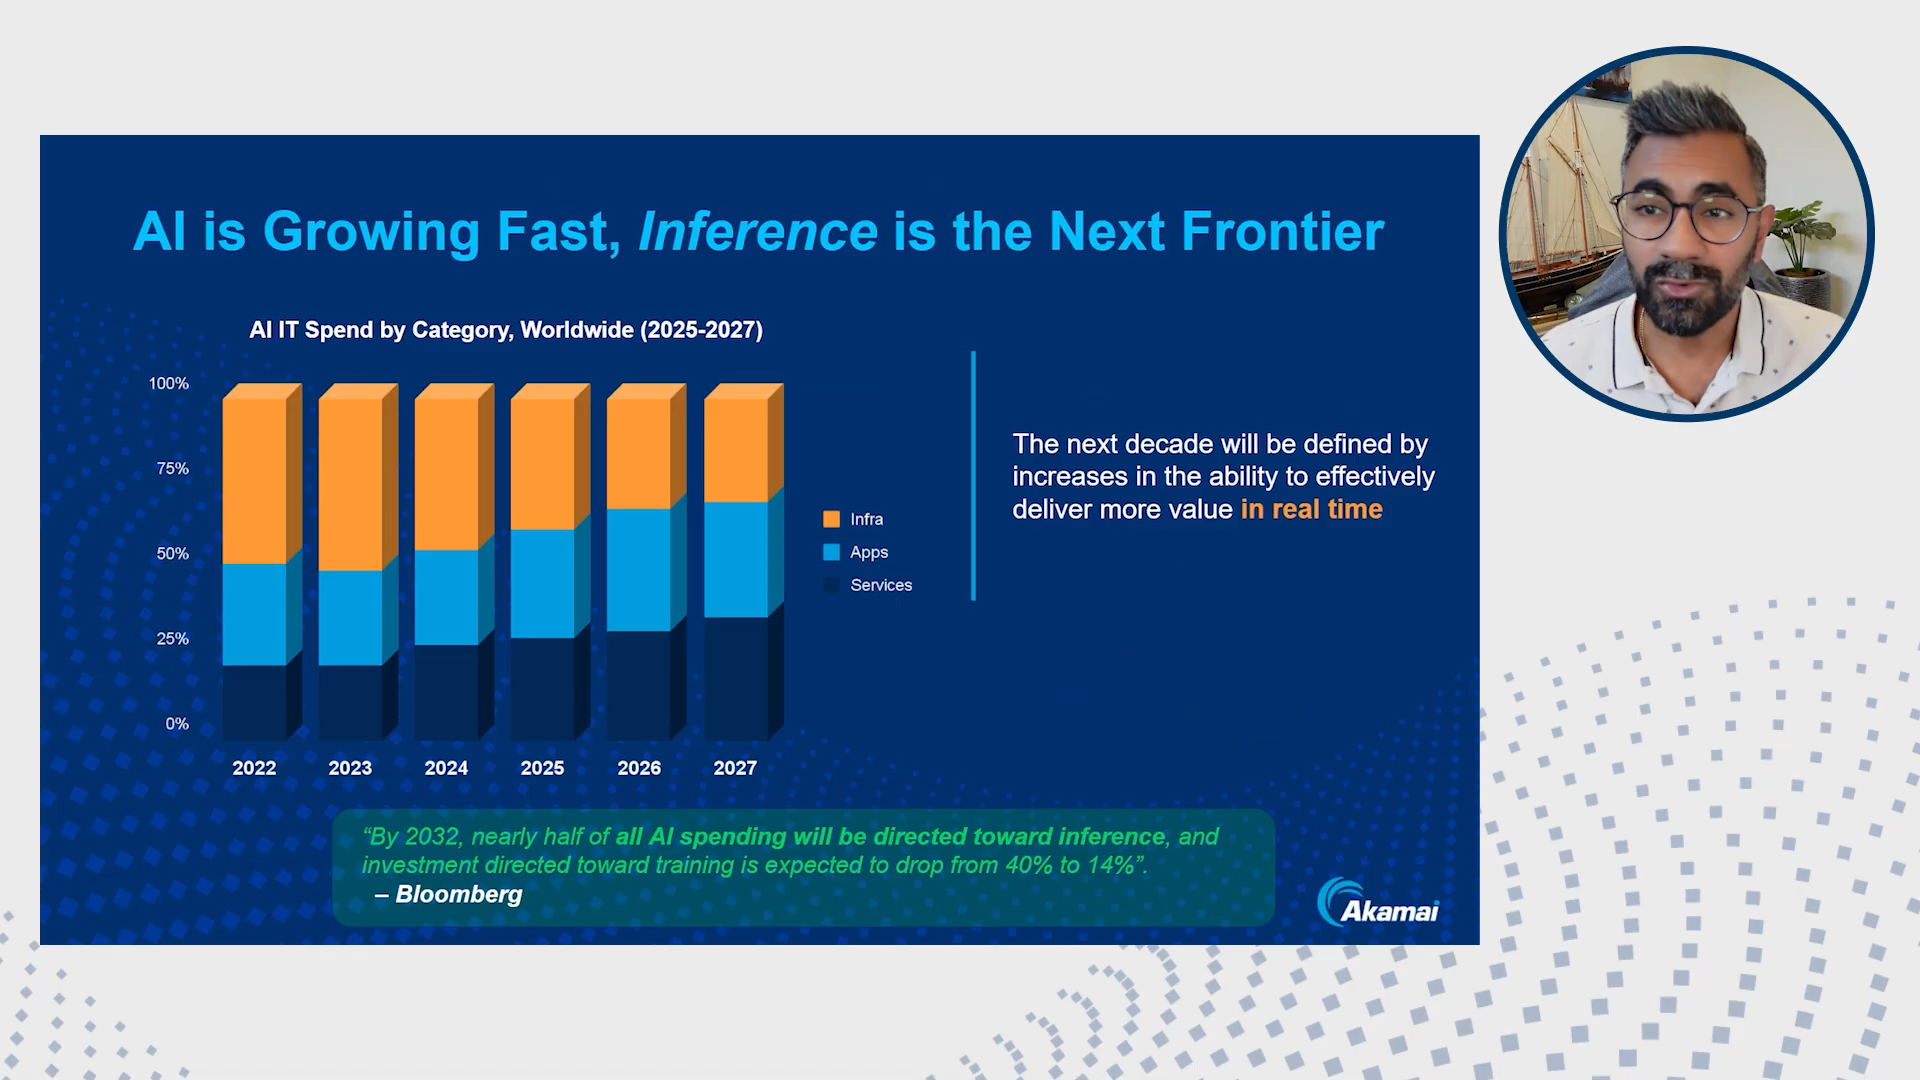 AI is Growing Fast, Inference is the Next Frontier
AI IT Spend by Category, Worldwide (2025-2027)
100%
75%
50%
25%
0%
2022
2023
2024
2025
2026
2027
Infra
Apps
Services
The next decade will be defined by
increases in the ability to effectively
deliver more value in real time
“By 2032, nearly half of all AI spending will be directed toward inference, and
investment directed toward training is expected to drop from 40% to 14%”.
– Bloomberg
Akamai